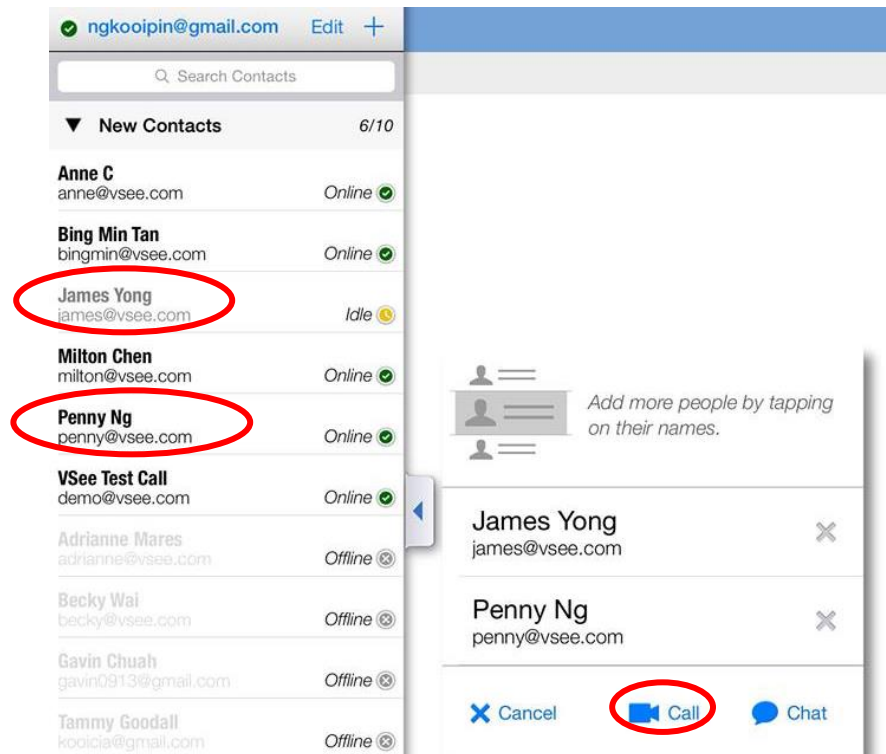 ngkooipin@gmail.com Edit +
Search Contacts
▼ New Contacts 6/10
Anne C
anne@vsee.com Online
Bing Min Tan
bingmin@vsee.com Online
James Yong
james@vsee.com Idle
Milton Chen
milton@vsee.com Online
Penny Ng
penny@vsee.com Online
VSee Test Call
demo@vsee.com Online
Adrianne Mares
adrianne@vsee.com Offline
Becky Wai
becky@vsee.com Offline
Gavin Chuah
gavin0913@gmail.com Offline
Tammy Goodall
kooicia@gmail.com Offline
Add more people by tapping
on their names.
James Yong
james@vsee.com
Penny Ng
penny@vsee.com
Cancel Call Chat